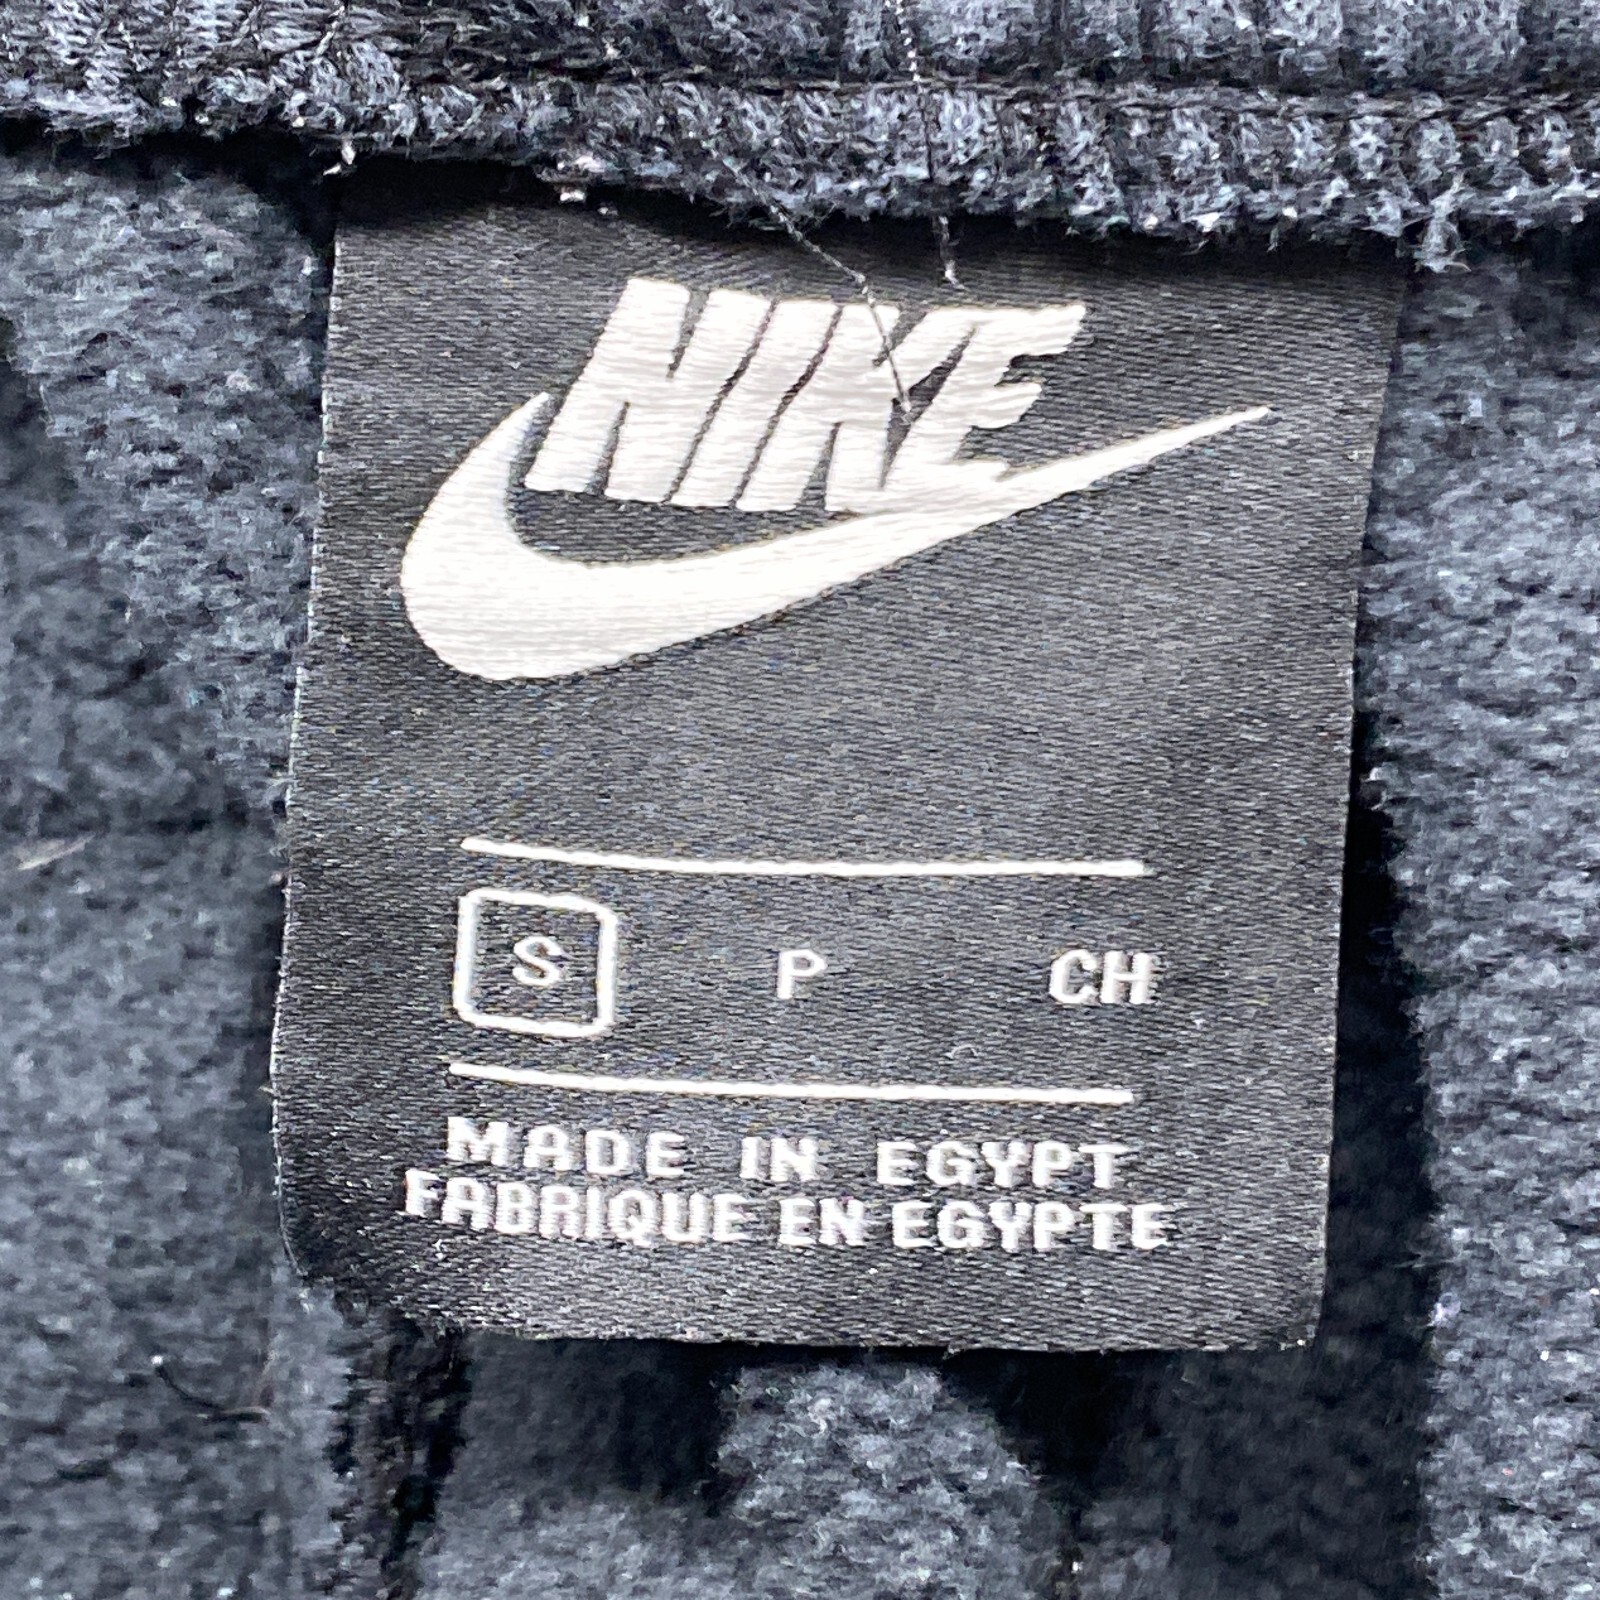 NIKE
S P CH
MADE IN EGYPT
FABRIQUE EN EGYPTE